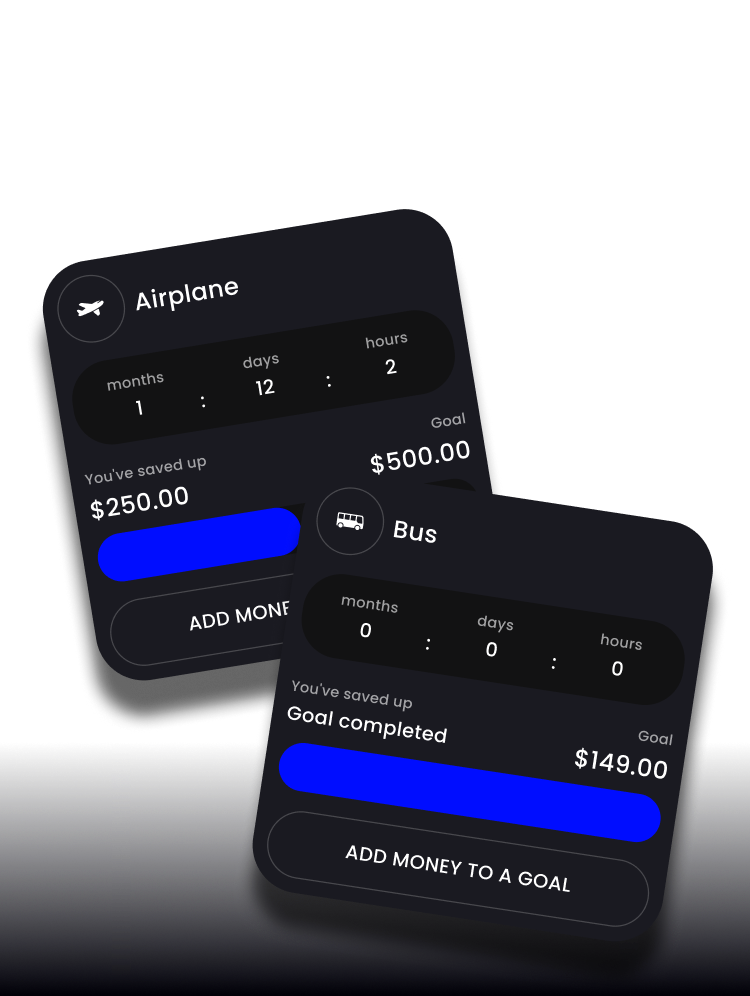 Airplane
months days hours
1 : 12 : 2
You've saved up Goal
$250.00 $500.00
ADD MONE
Bus
months days hours
0 : 0 : 0
You've saved up Goal
Goal completed $149.00
ADD MONEY TO A GOAL